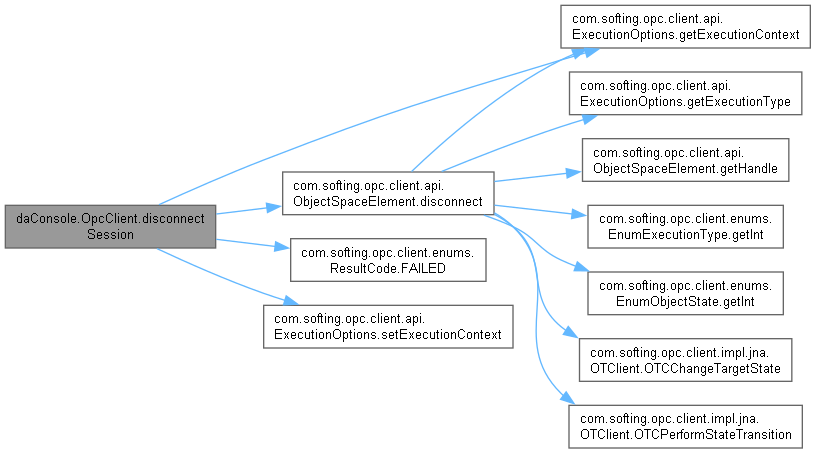 daConsole.OpcClient.disconnect
Session
com.softing.opc.client.api.
ObjectSpaceElement.disconnect
com.softing.opc.client.enums.
ResultCode.FAILED
com.softing.opc.client.api.
ExecutionOptions.setExecutionContext
com.softing.opc.client.api.
ExecutionOptions.getExecutionContext
com.softing.opc.client.api.
ExecutionOptions.getExecutionType
com.softing.opc.client.api.
ObjectSpaceElement.getHandle
com.softing.opc.client.enums.
EnumExecutionType.getInt
com.softing.opc.client.enums.
EnumObjectState.getInt
com.softing.opc.client.impl.jna.
OTClient.OTCChangeTargetState
com.softing.opc.client.impl.jna.
OTClient.OTCPerformStateTransition